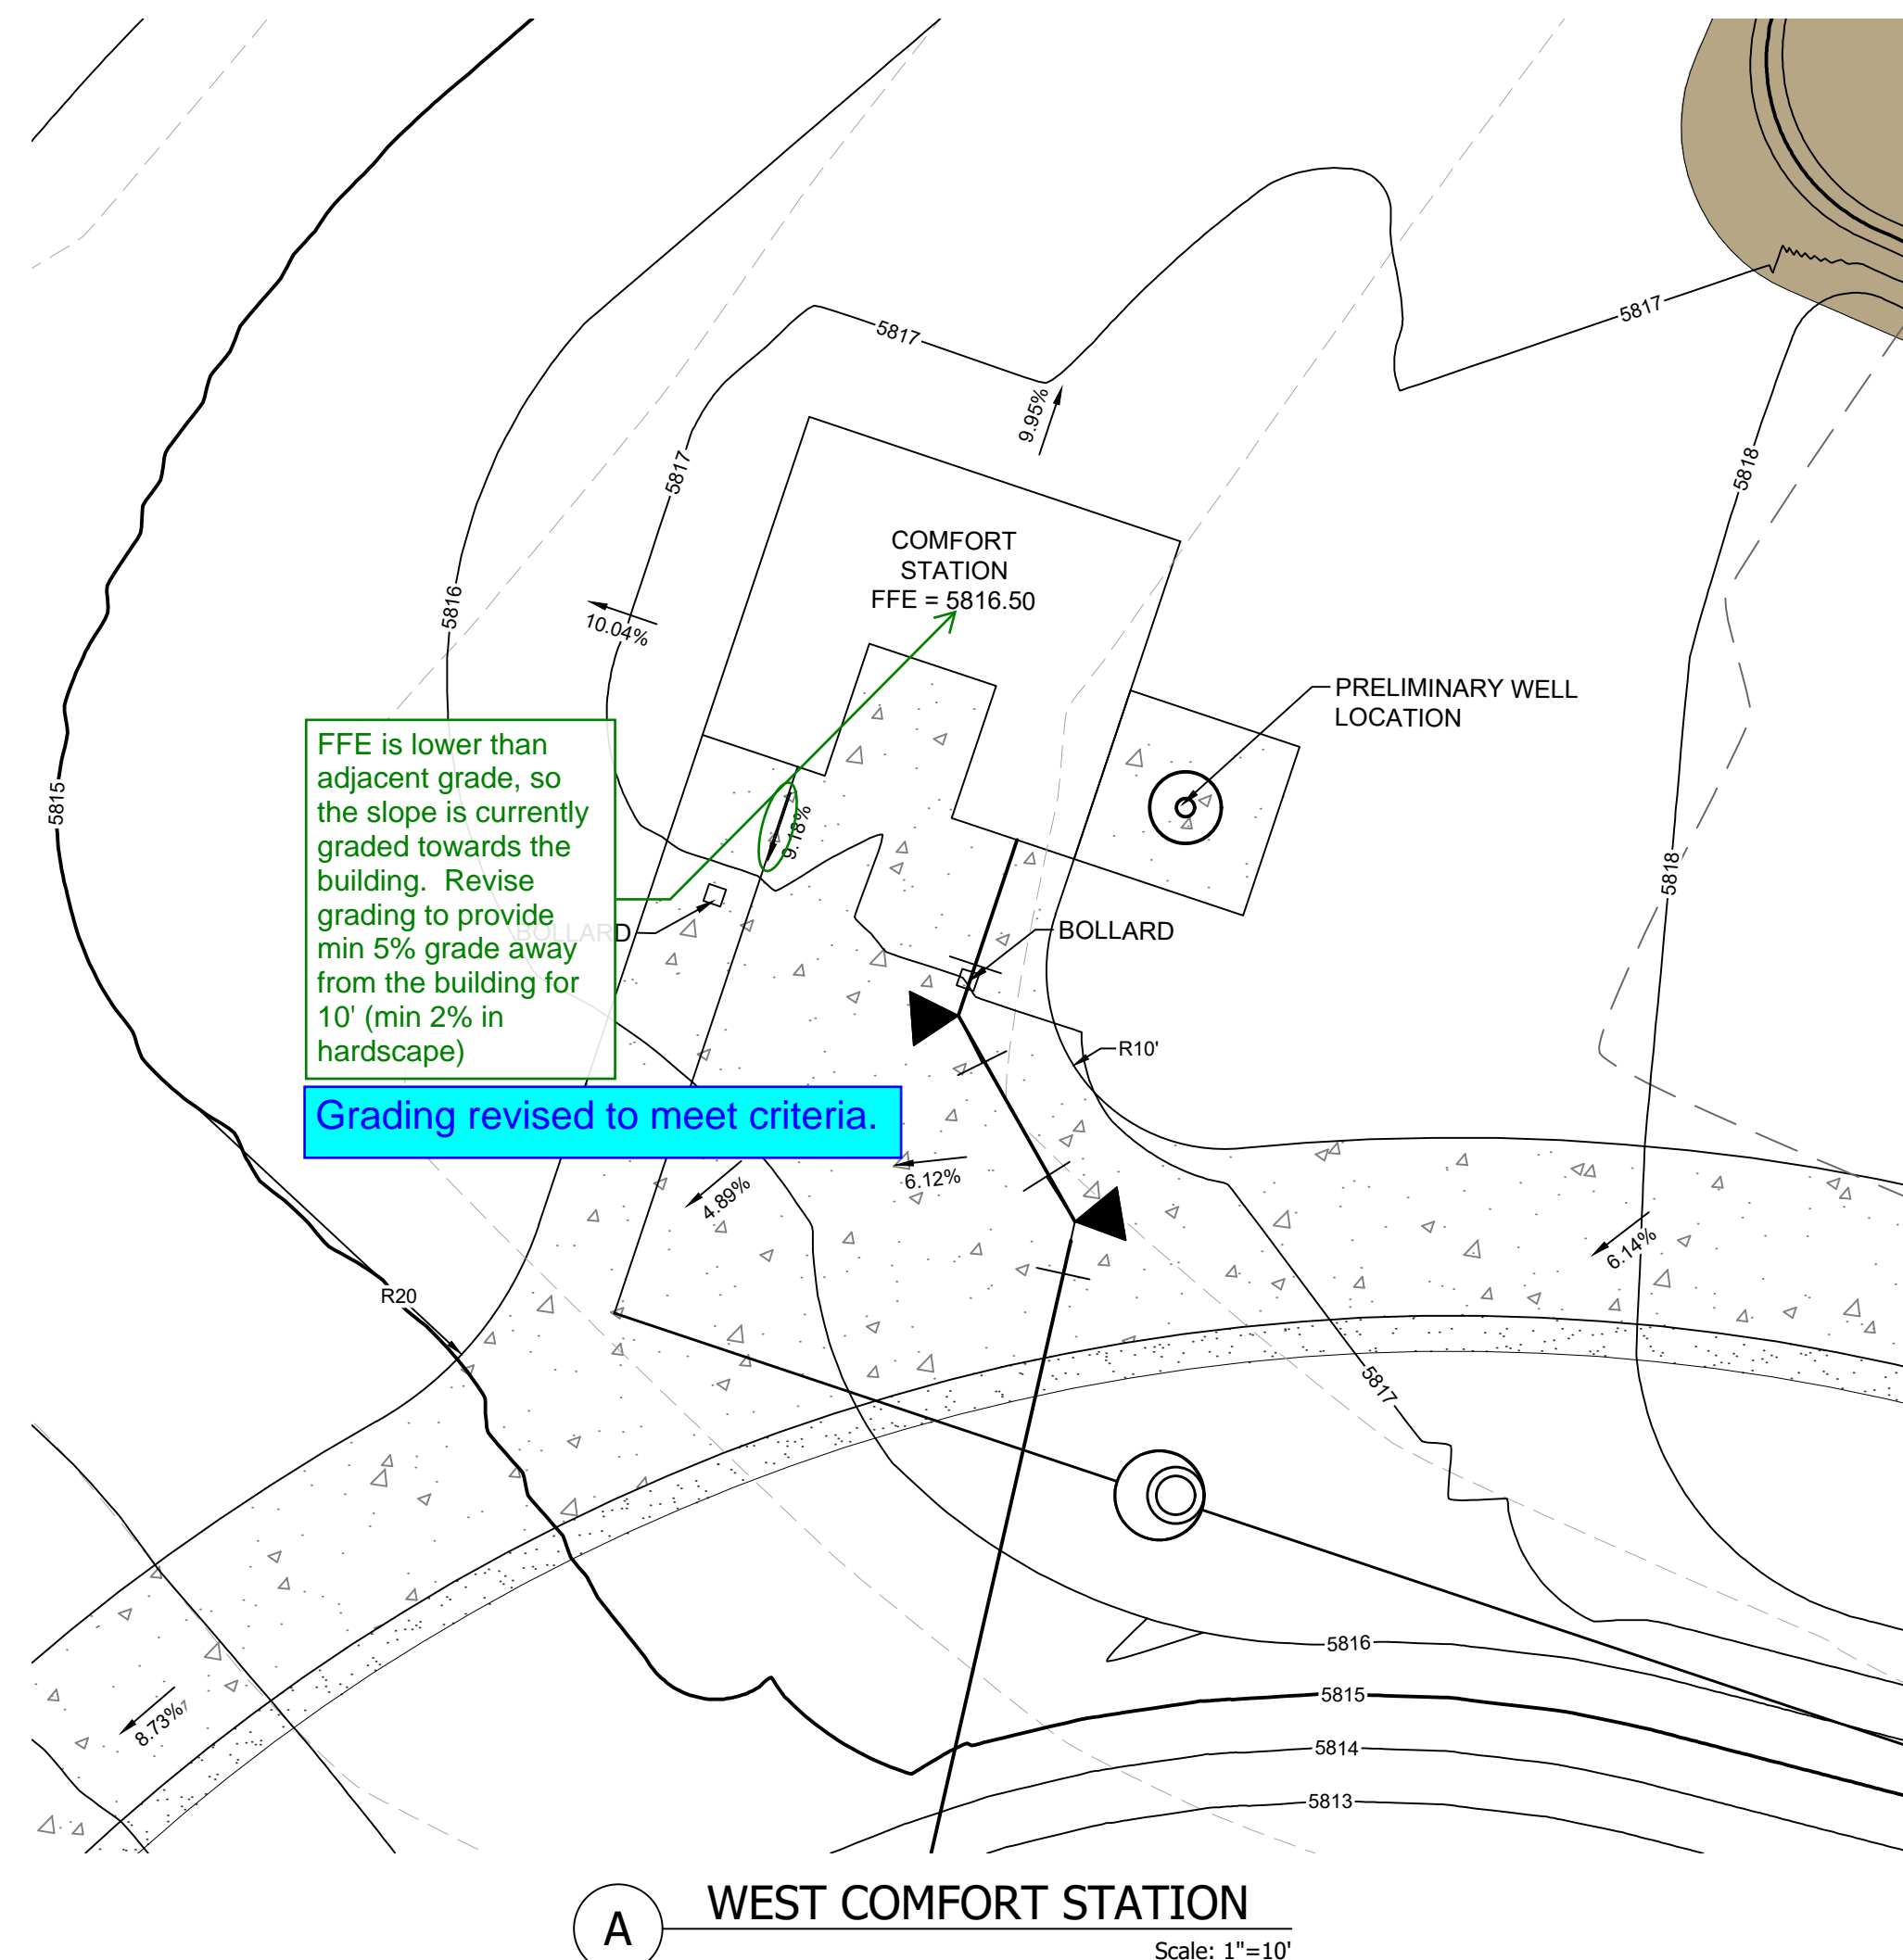 5817
5817
9.95%
5817
5818
COMFORT
STATION
FFE = 5816.50
5816
10.04%
PRELIMINARY WELL
LOCATION
FFE is lower than
adjacent grade, so
the slope is currently
graded towards the
building.  Revise
grading to provide
min 5% grade away
from the building for
10' (min 2% in
hardscape)
5815
9.18%
5818
BOLLARD
BOLLARD
R10'
Grading revised to meet criteria.
6.12%
4.89%
6.14%
R20
5817
5816
5815
8.73%
5814
5813
A
WEST COMFORT STATION
Scale: 1"=10'